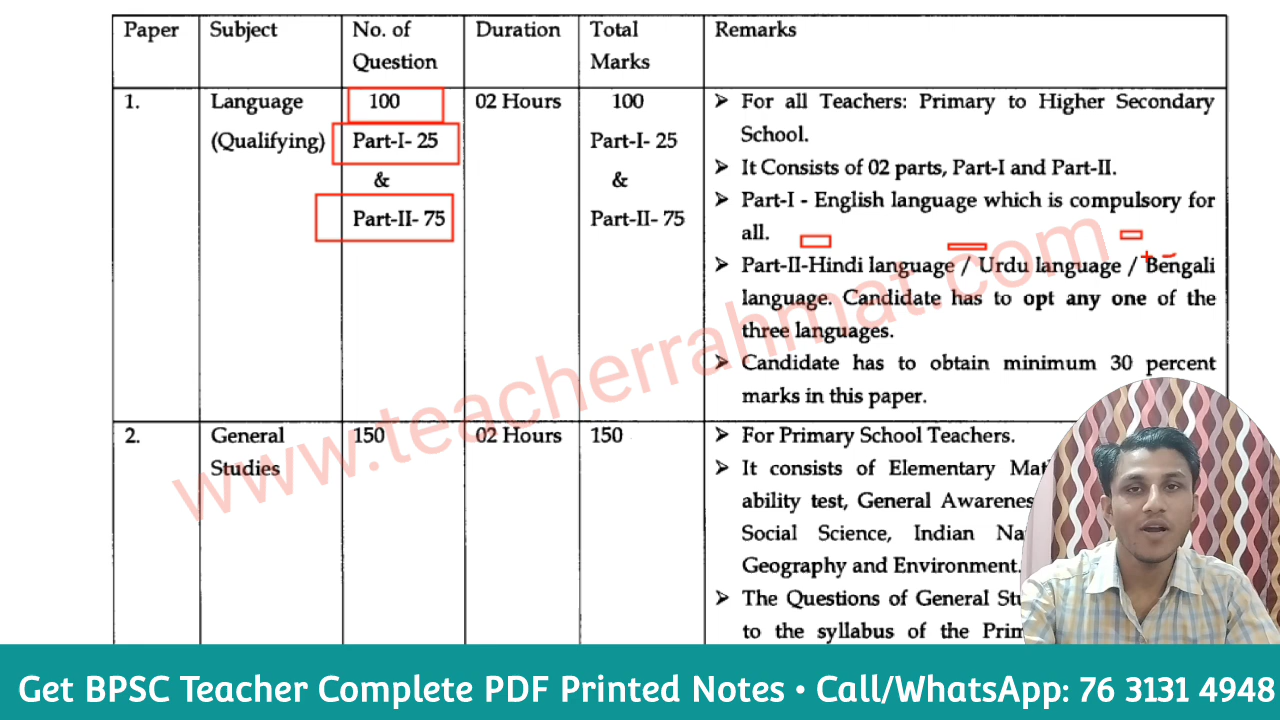 Paper Subject No. of Question Duration Total Marks Remarks
1. Language (Qualifying) 100 Part-I- 25 & Part-II- 75 02 Hours 100 Part-I- 25 & Part-II- 75
➢ For all Teachers: Primary to Higher Secondary
School.
➢ It Consists of 02 parts, Part-I and Part-II.
➢ Part-I - English language which is compulsory for
all.
➢ Part-II-Hindi language / Urdu language / Bengali
language. Candidate has to opt any one of the
three languages.
➢ Candidate has to obtain minimum 30 percent
marks in this paper.
2. General Studies 150 02 Hours 150
➢ For Primary School Teachers.
➢ It consists of Elementary
ability test, General
Social Science, Indian
Geography and Environment.
➢ The Questions of General
to the syllabus of the
www.teacherrahmat.com
Get BPSC Teacher Complete PDF Printed Notes • Call/WhatsApp: 76 3131 4948